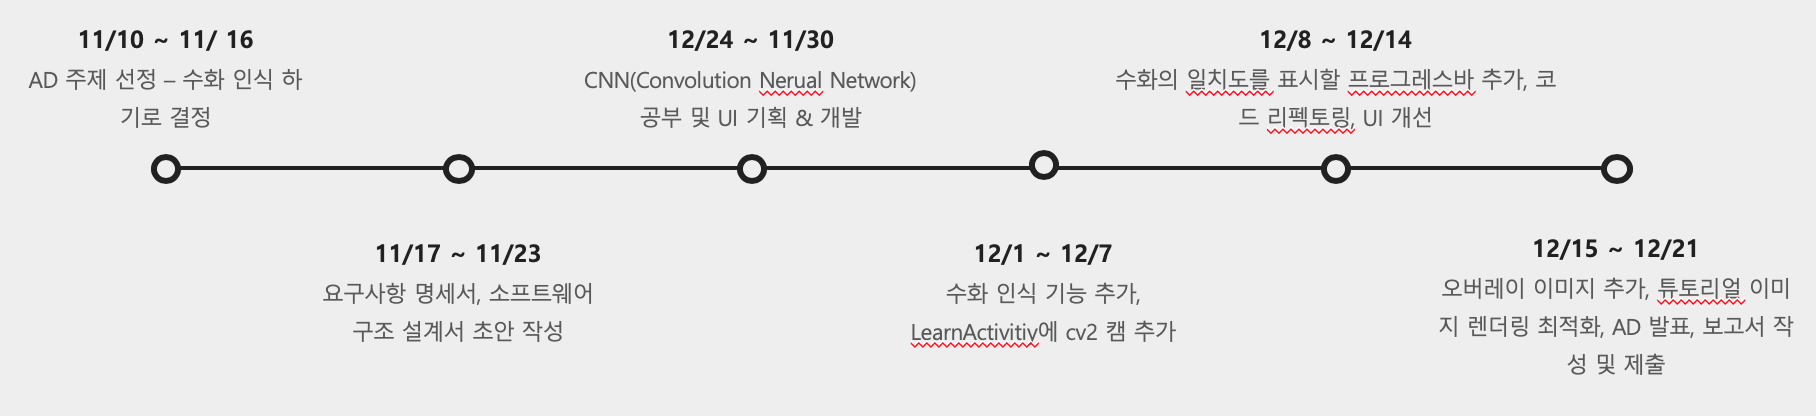 11/10 ~ 11/ 16
AD 주제 선정 – 수화 인식 하
기로 결정
11/17 ~ 11/23
요구사항 명세서, 소프트웨어
구조 설계서 초안 작성
12/24 ~ 11/30
CNN(Convolution Nerual Network)
공부 및 UI 기획 & 개발
12/1 ~ 12/7
수화 인식 기능 추가,
LearnActivitiy에 cv2 캠 추가
12/8 ~ 12/14
수화의 일치도를 표시할 프로그레스바 추가, 코
드 리펙토링, UI 개선
12/15 ~ 12/21
오버레이 이미지 추가, 튜토리얼 이미
지 렌더링 최적화, AD 발표, 보고서 작
성 및 제출